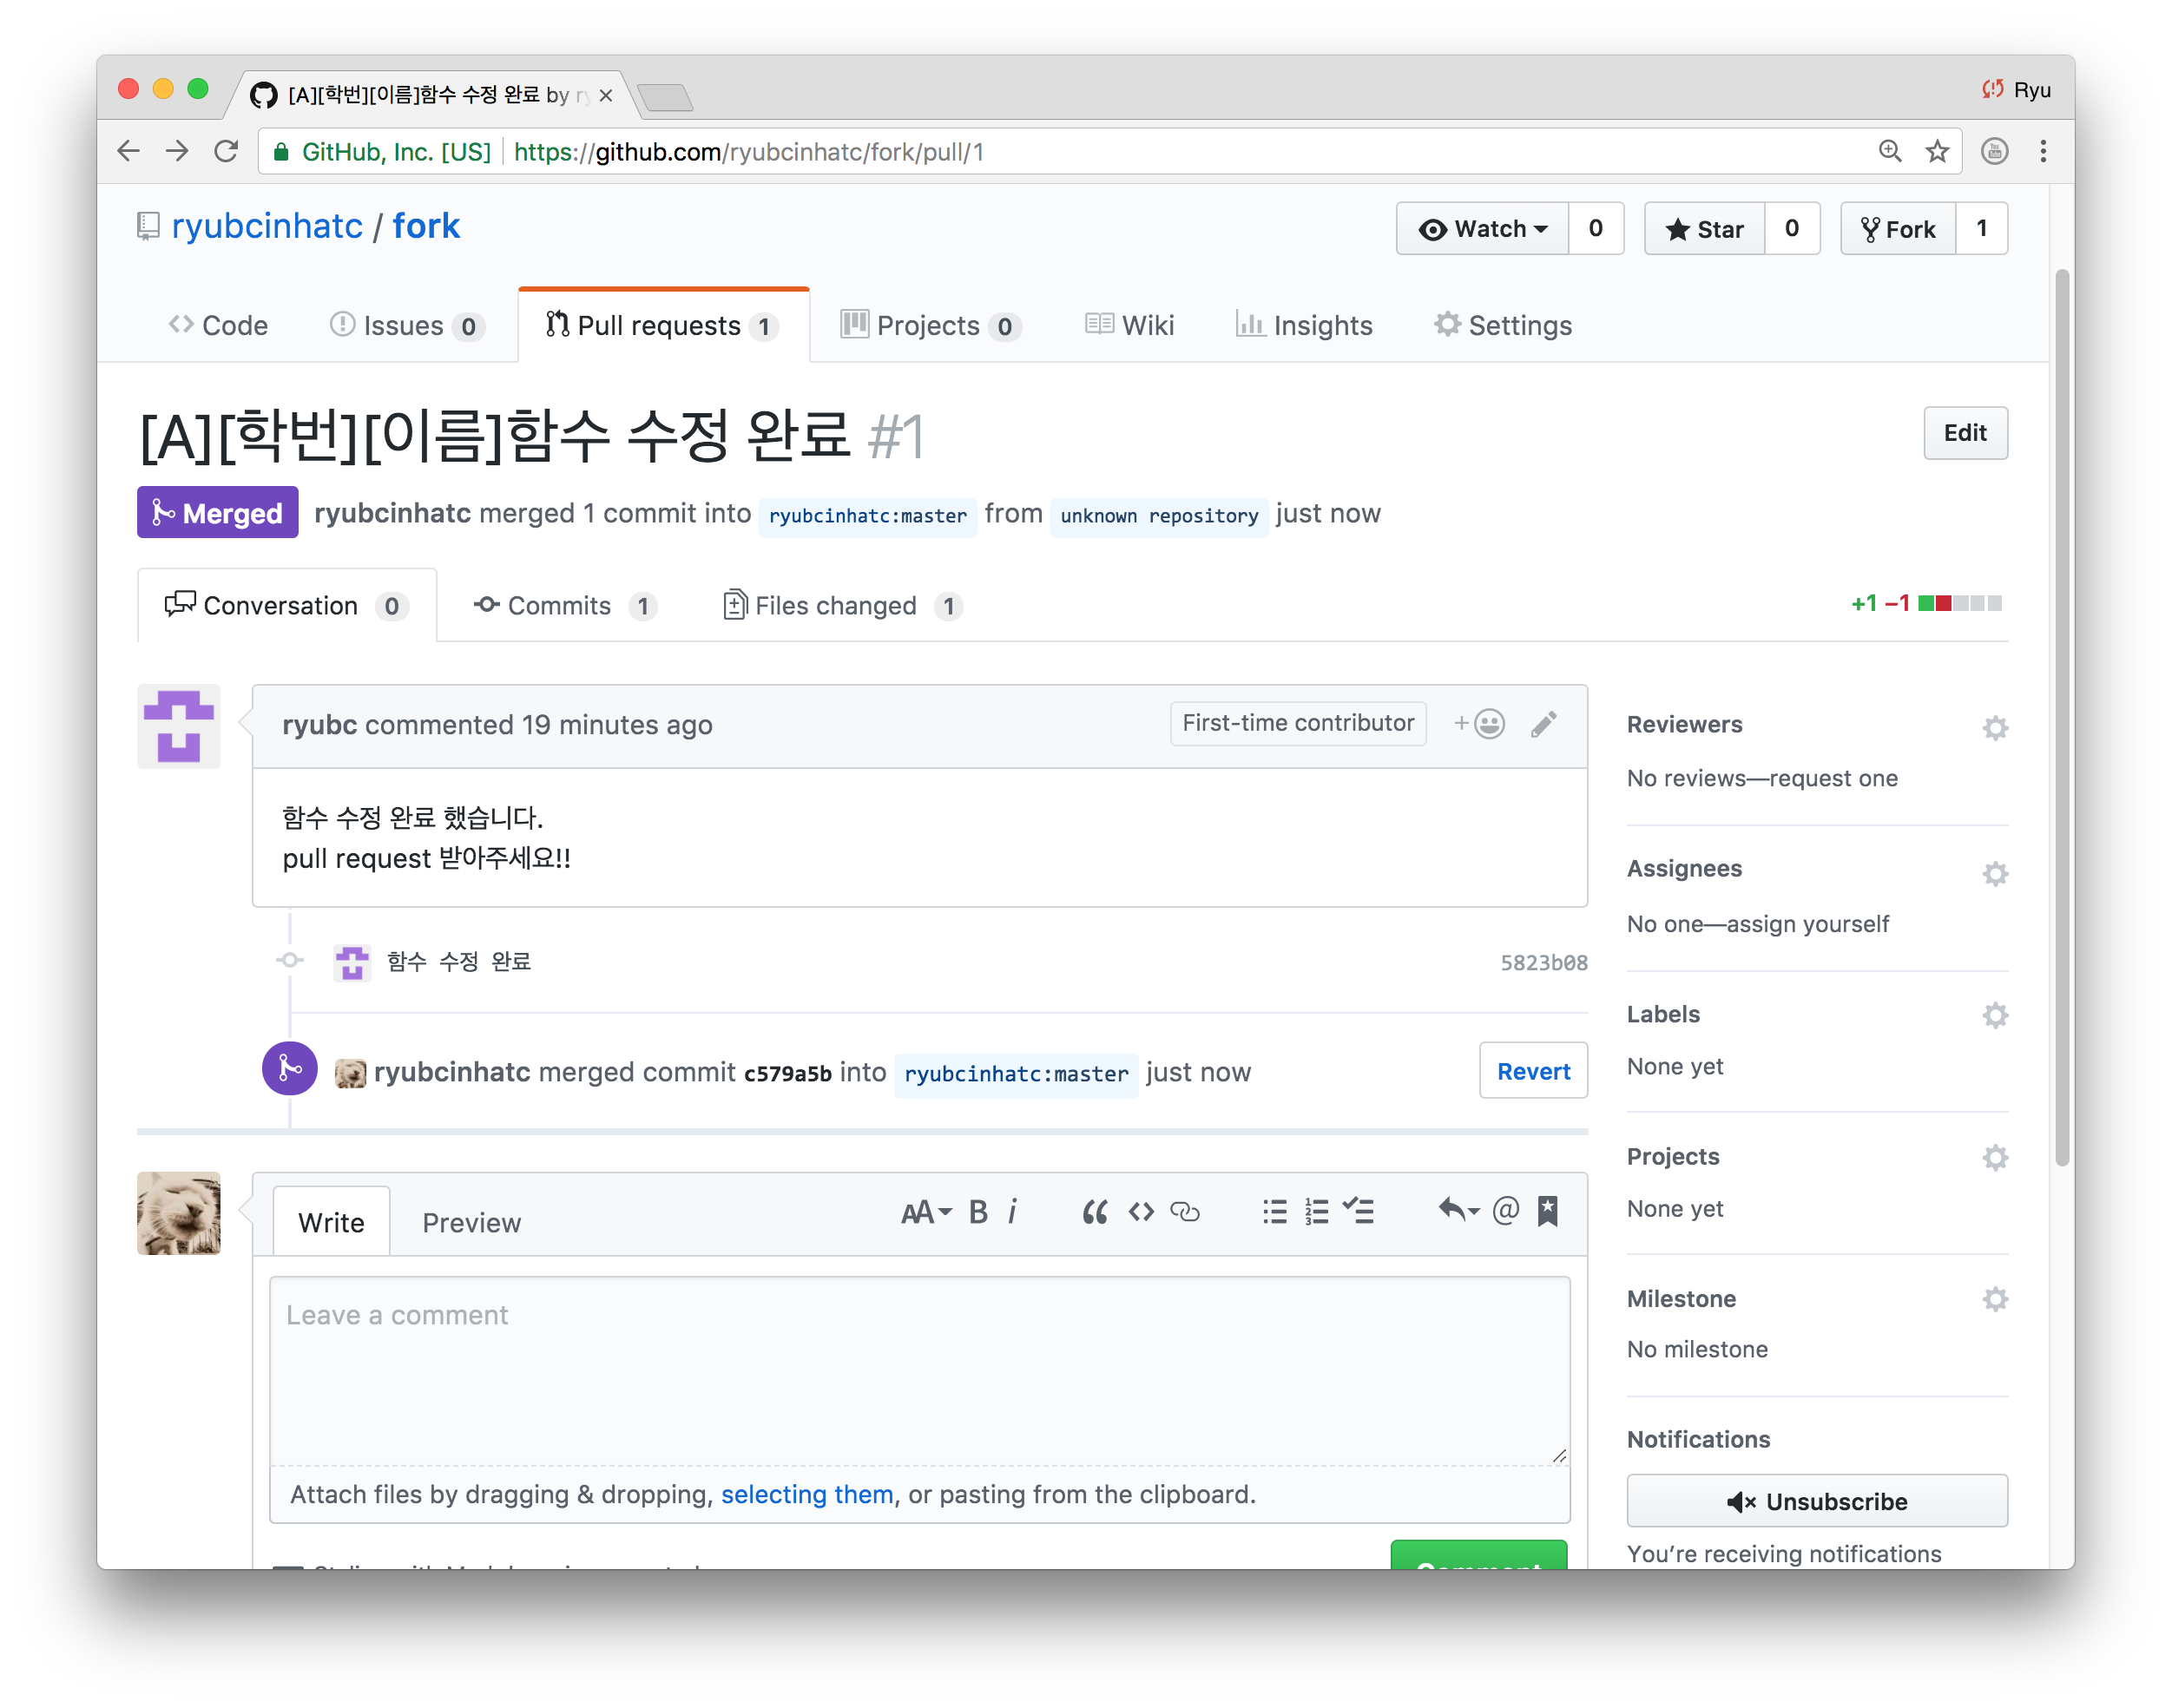 [A][학번][이름]함수 수정 완료 by ry
Ryu
GitHub, Inc. [US] https://github.com/ryubcinhatc/fork/pull/1
ryubcinhatc / fork
Watch 0 Star 0 Fork 1
Code Issues 0 Pull requests 1 Projects 0 Wiki Insights Settings
[A][학번][이름]함수 수정 완료 #1
Edit
Merged ryubcinhatc merged 1 commit into ryubcinhatc:master from unknown repository just now
Conversation 0 Commits 1 Files changed 1 +1 −1
ryubc commented 19 minutes ago First-time contributor
함수 수정 완료 했습니다.
pull request 받아주세요!!
함수 수정 완료 5823b08
ryubcinhatc merged commit c579a5b into ryubcinhatc:master just now Revert
Write Preview AA B i
Leave a comment
Attach files by dragging & dropping, selecting them, or pasting from the clipboard.
Reviewers
No reviews—request one
Assignees
No one—assign yourself
Labels
None yet
Projects
None yet
Milestone
No milestone
Notifications
Unsubscribe
You’re receiving notifications